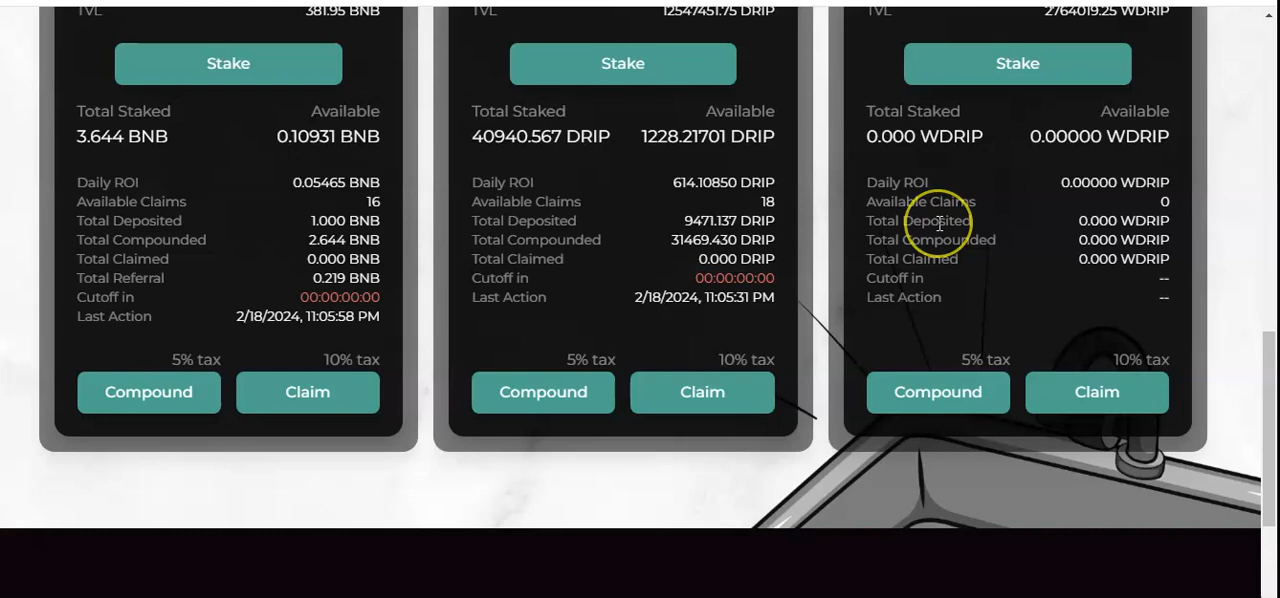 TVL 381.95 BNB
Stake
Total Staked Available
3.644 BNB 0.10931 BNB
Daily ROI 0.05465 BNB
Available Claims 16
Total Deposited 1.000 BNB
Total Compounded 2.644 BNB
Total Claimed 0.000 BNB
Total Referral 0.219 BNB
Cutoff in 00:00:00:00
Last Action 2/18/2024, 11:05:58 PM
5% tax 10% tax
Compound Claim
TVL 12547451.75 DRIP
Stake
Total Staked Available
40940.567 DRIP 1228.21701 DRIP
Daily ROI 614.10850 DRIP
Available Claims 18
Total Deposited 9471.137 DRIP
Total Compounded 31469.430 DRIP
Total Claimed 0.000 DRIP
Cutoff in 00:00:00:00
Last Action 2/18/2024, 11:05:31 PM
5% tax 10% tax
Compound Claim
TVL 2764019.25 WDRIP
Stake
Total Staked Available
0.000 WDRIP 0.00000 WDRIP
Daily ROI 0.00000 WDRIP
Available Claims 0
Total Deposited 0.000 WDRIP
Total Compounded 0.000 WDRIP
Total Claimed 0.000 WDRIP
Cutoff in --
Last Action --
5% tax 10% tax
Compound Claim